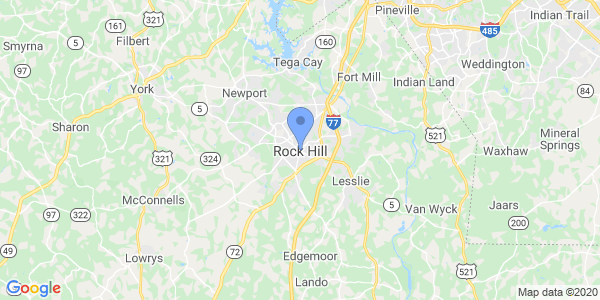 Pineville
Indian Trail
321
161
5
485
Smyrna
Filbert
160
Tega Cay
Weddington
97
Fort Mill
Indian Land
York
Newport
84
5
77
Sharon
521
Mineral
Springs
Rock Hill
Waxhaw
321
324
Leslie
McConnells
5
Van Wyck
Jaars
97
322
200
49
72
Lowrys
Edgemoor
521
Lando
Google
Map data ©2020